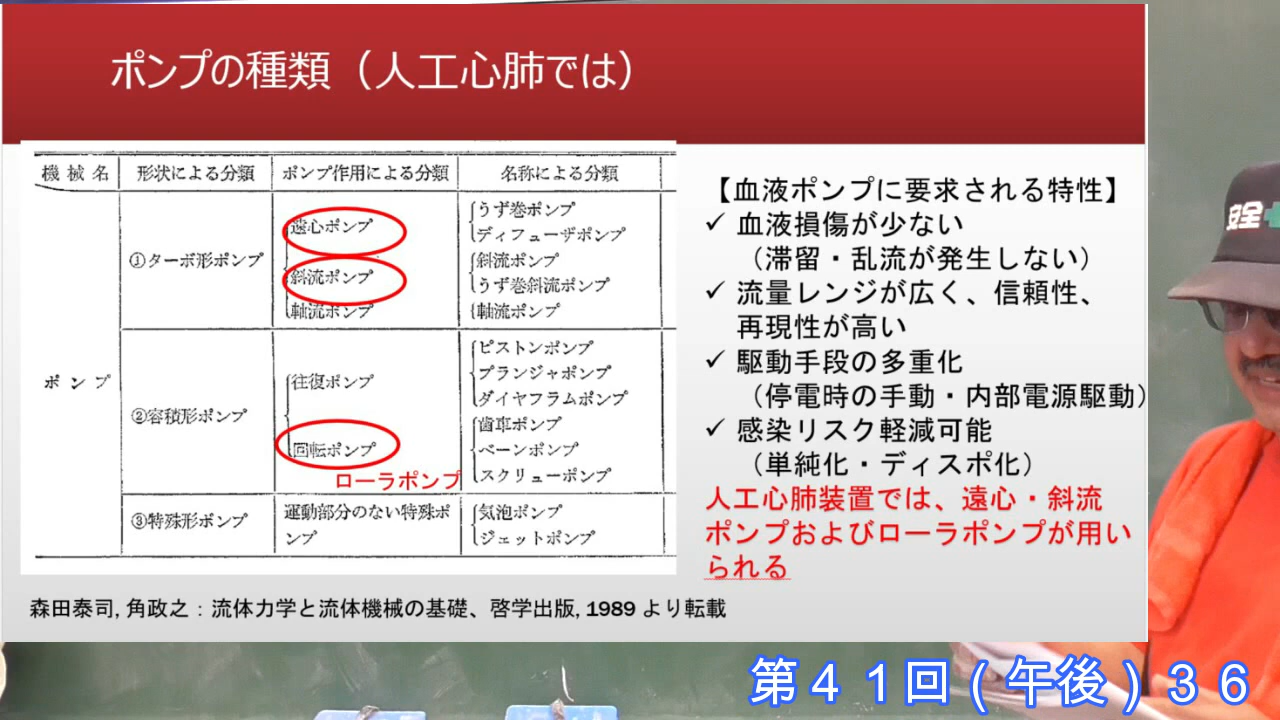 ポンプの種類（人工心肺では）
機械名 形状による分類 ポンプ作用による分類 名称による分類
ポンプ
①ターボ形ポンプ
遠心ポンプ
うず巻ポンプ
ディフューザポンプ
斜流ポンプ
斜流ポンプ
うず巻斜流ポンプ
軸流ポンプ
軸流ポンプ
②容積形ポンプ
往復ポンプ
ピストンポンプ
プランジャポンプ
ダイヤフラムポンプ
回転ポンプ
ローラポンプ
歯車ポンプ
ベーンポンプ
スクリューポンプ
③特殊形ポンプ
運動部分のない特殊ポ
ンプ
気泡ポンプ
ジェットポンプ
【血液ポンプに要求される特性】
✓ 血液損傷が少ない
（滞留・乱流が発生しない）
✓ 流量レンジが広く、信頼性、
再現性が高い
✓ 駆動手段の多重化
（停電時の手動・内部電源駆動）
✓ 感染リスク軽減可能
（単純化・ディスポ化）
人工心肺装置では、遠心・斜流
ポンプおよびローラポンプが用い
られる
森田泰司, 角政之：流体力学と流体機械の基礎、啓学出版, 1989 より転載
安全
第４１回(午後)３６